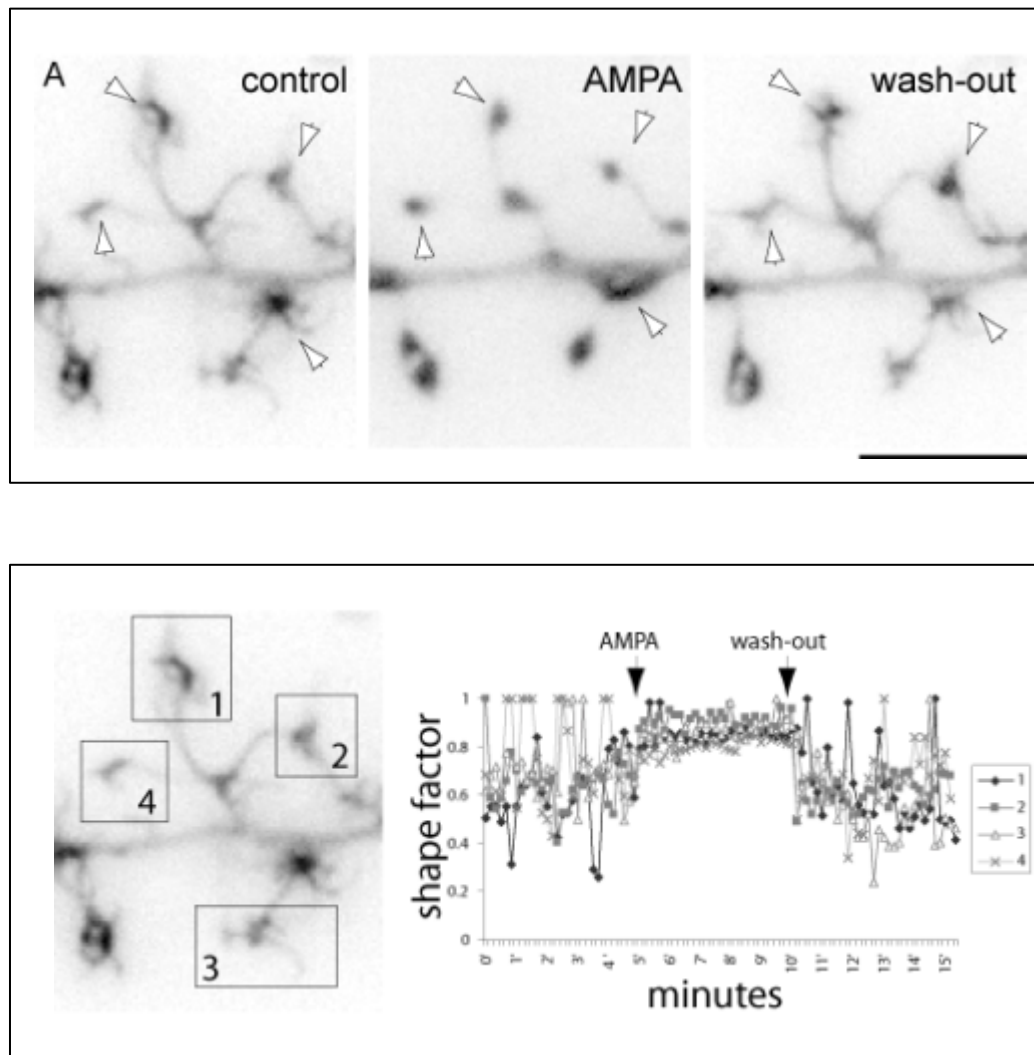 A control AMPA wash-out
1
2
4
3
AMPA wash-out
shape factor
1
0.8
0.6
0.4
0.2
0
0' 1' 2' 3' 4' 5' 6' 7' 8' 9' 10' 11' 12' 13' 14' 15'
minutes
1
2
3
4